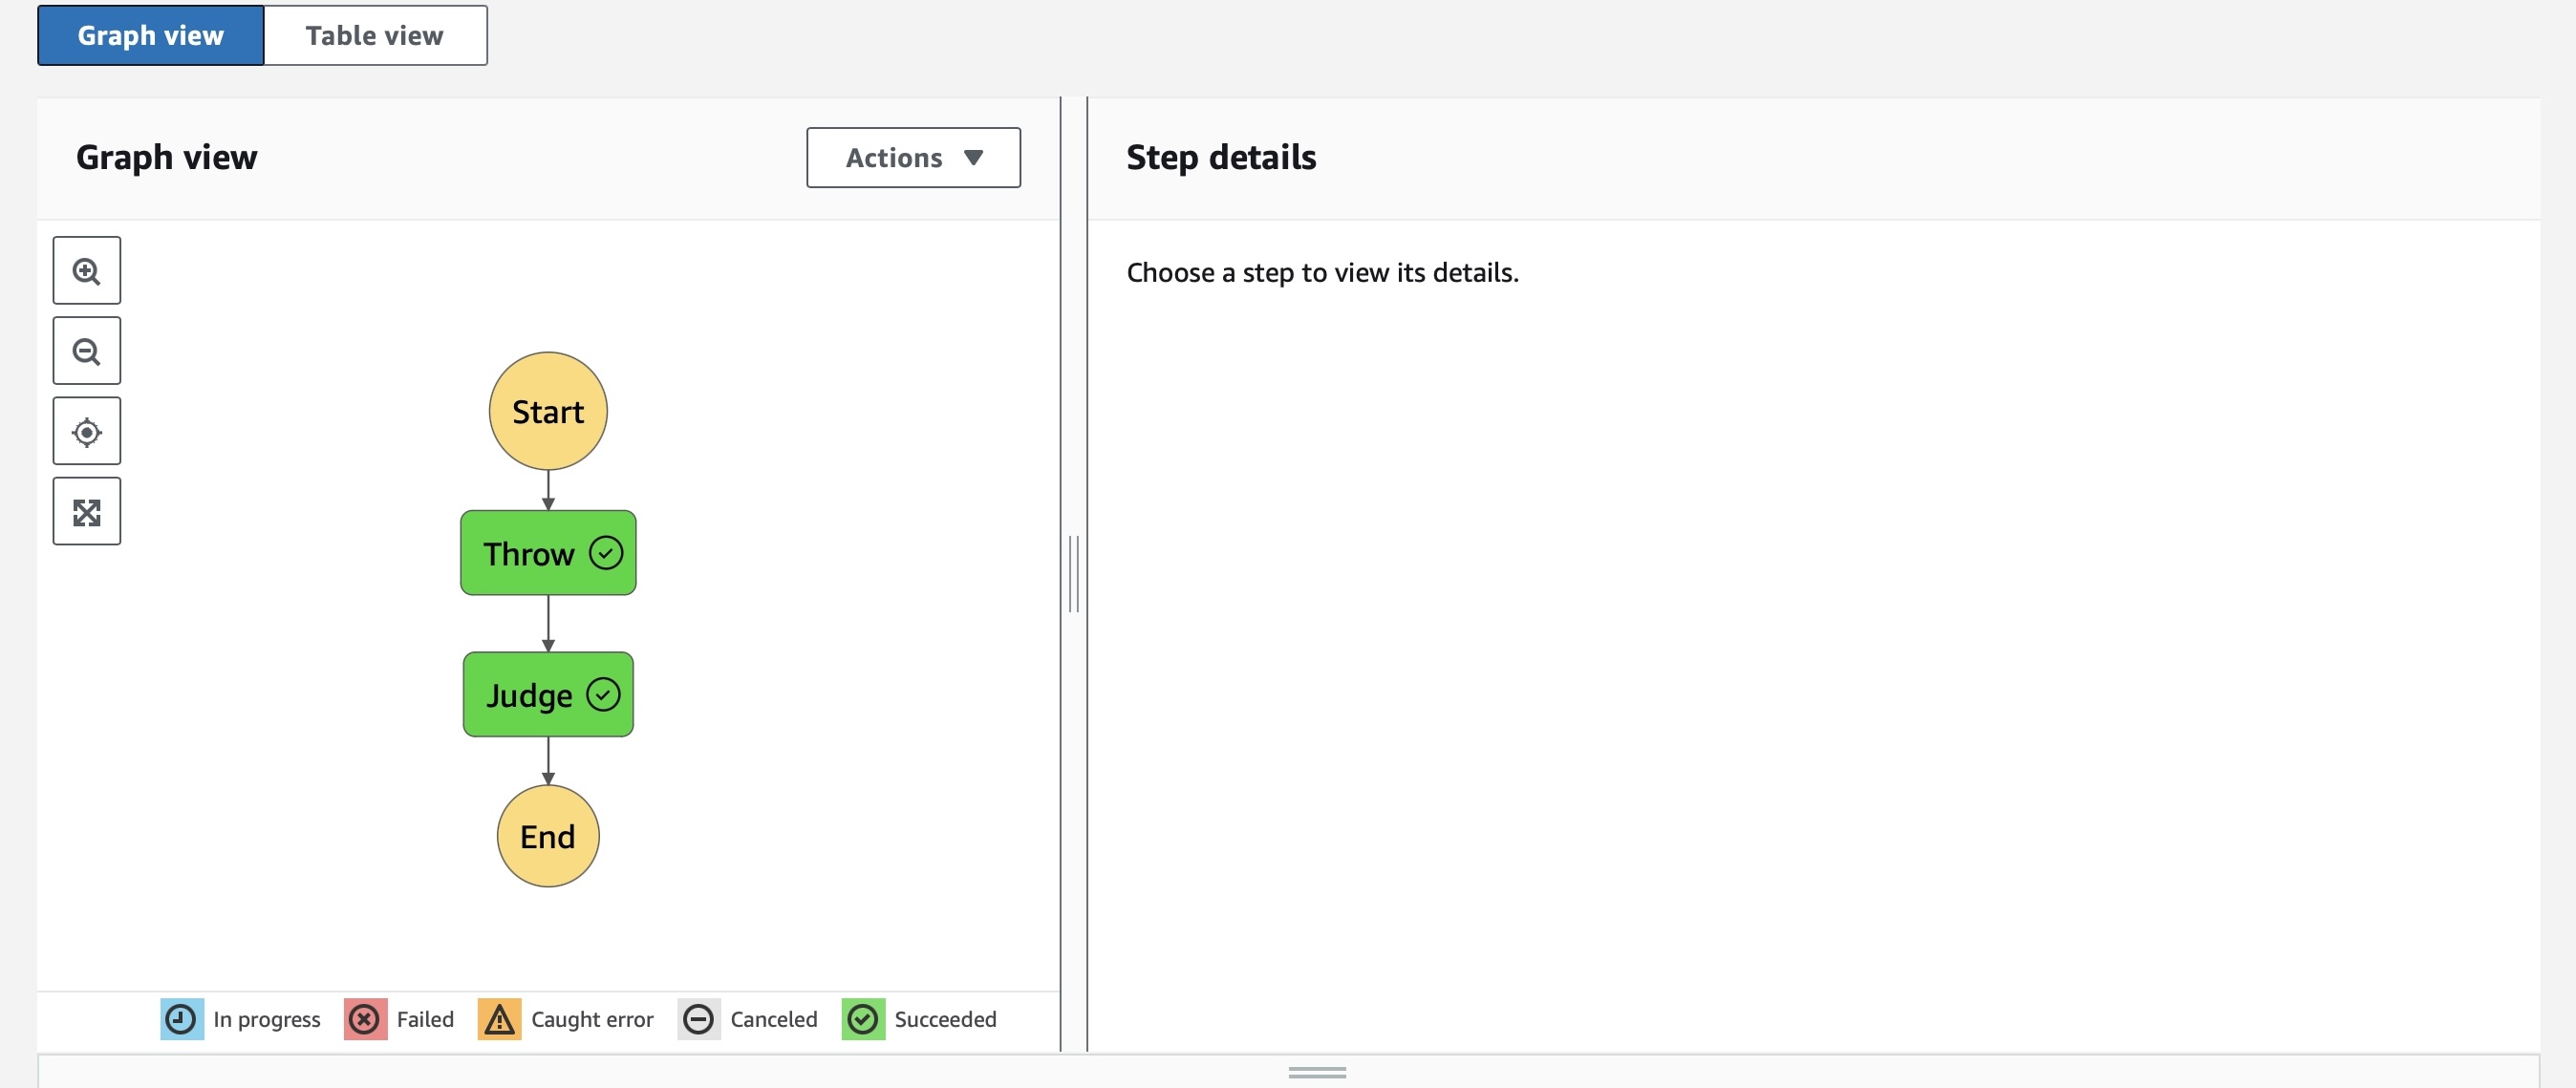 Graph view
Table view
Graph view
Actions
Step details
Choose a step to view its details.
Start
Throw
Judge
End
In progress
Failed
Caught error
Canceled
Succeeded